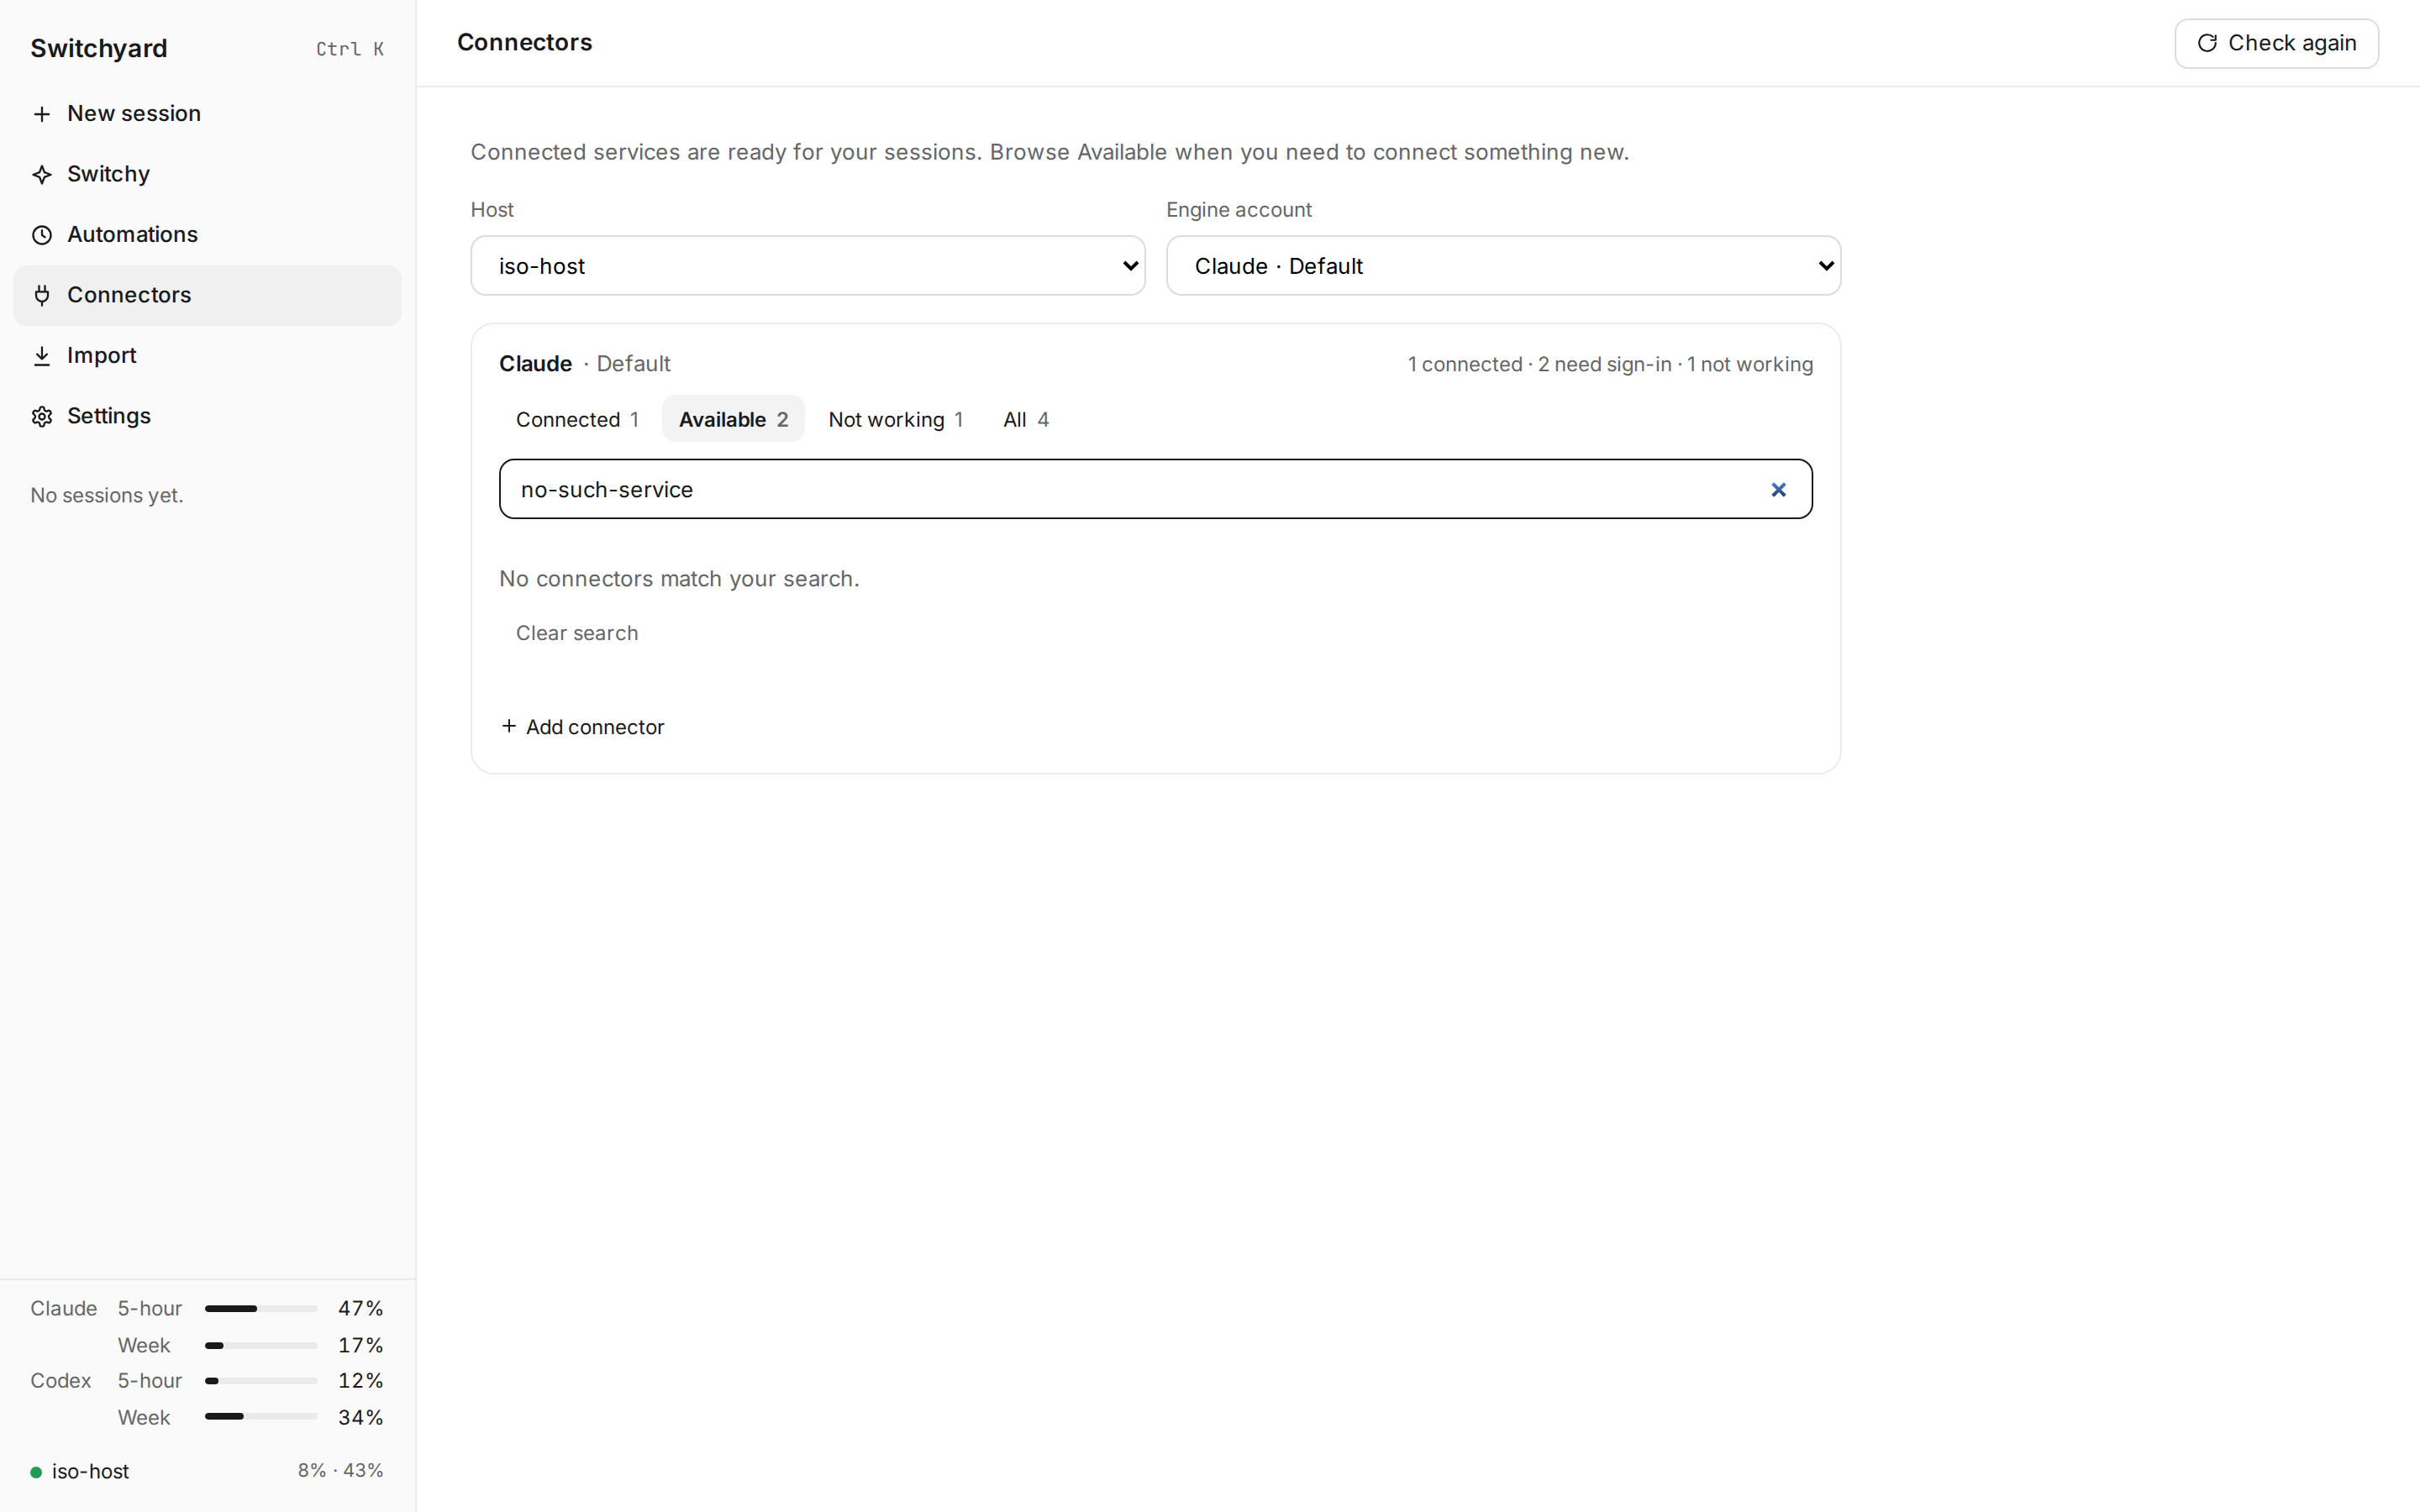 Switchyard Ctrl K
New session
Switchy
Automations
Connectors
Import
Settings
No sessions yet.
Claude 5-hour 47%
Week 17%
Codex 5-hour 12%
Week 34%
iso-host 8% · 43%
Connectors
Check again
Connected services are ready for your sessions. Browse Available when you need to connect something new.
Host Engine account
iso-host Claude · Default
Claude · Default 1 connected · 2 need sign-in · 1 not working
Connected 1 Available 2 Not working 1 All 4
no-such-service
No connectors match your search.
Clear search
Add connector